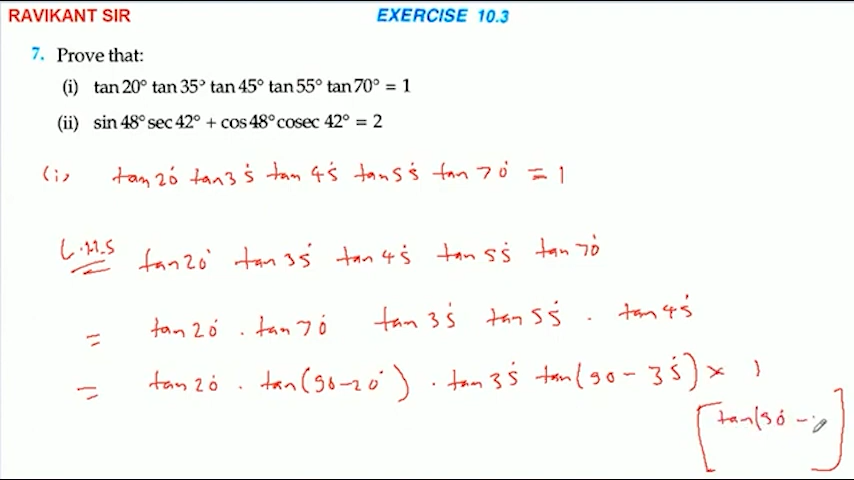 RAVIKANT SIR EXERCISE 10.3
7. Prove that:
(i) tan 20° tan 35° tan 45° tan 55° tan 70° = 1
(ii) sin 48° sec 42° + cos 48° cosec 42° = 2
(i) tan 20° tan 35° tan 45° tan 55° tan 70° = 1
L.H.S tan 20° tan 35° tan 45° tan 55° tan 70°
= tan 20° . tan 70° tan 35° tan 55° . tan 45°
= tan 20° . tan(90-20°) . tan 35° tan(90 - 35°) × 1
[tan(90 - ]